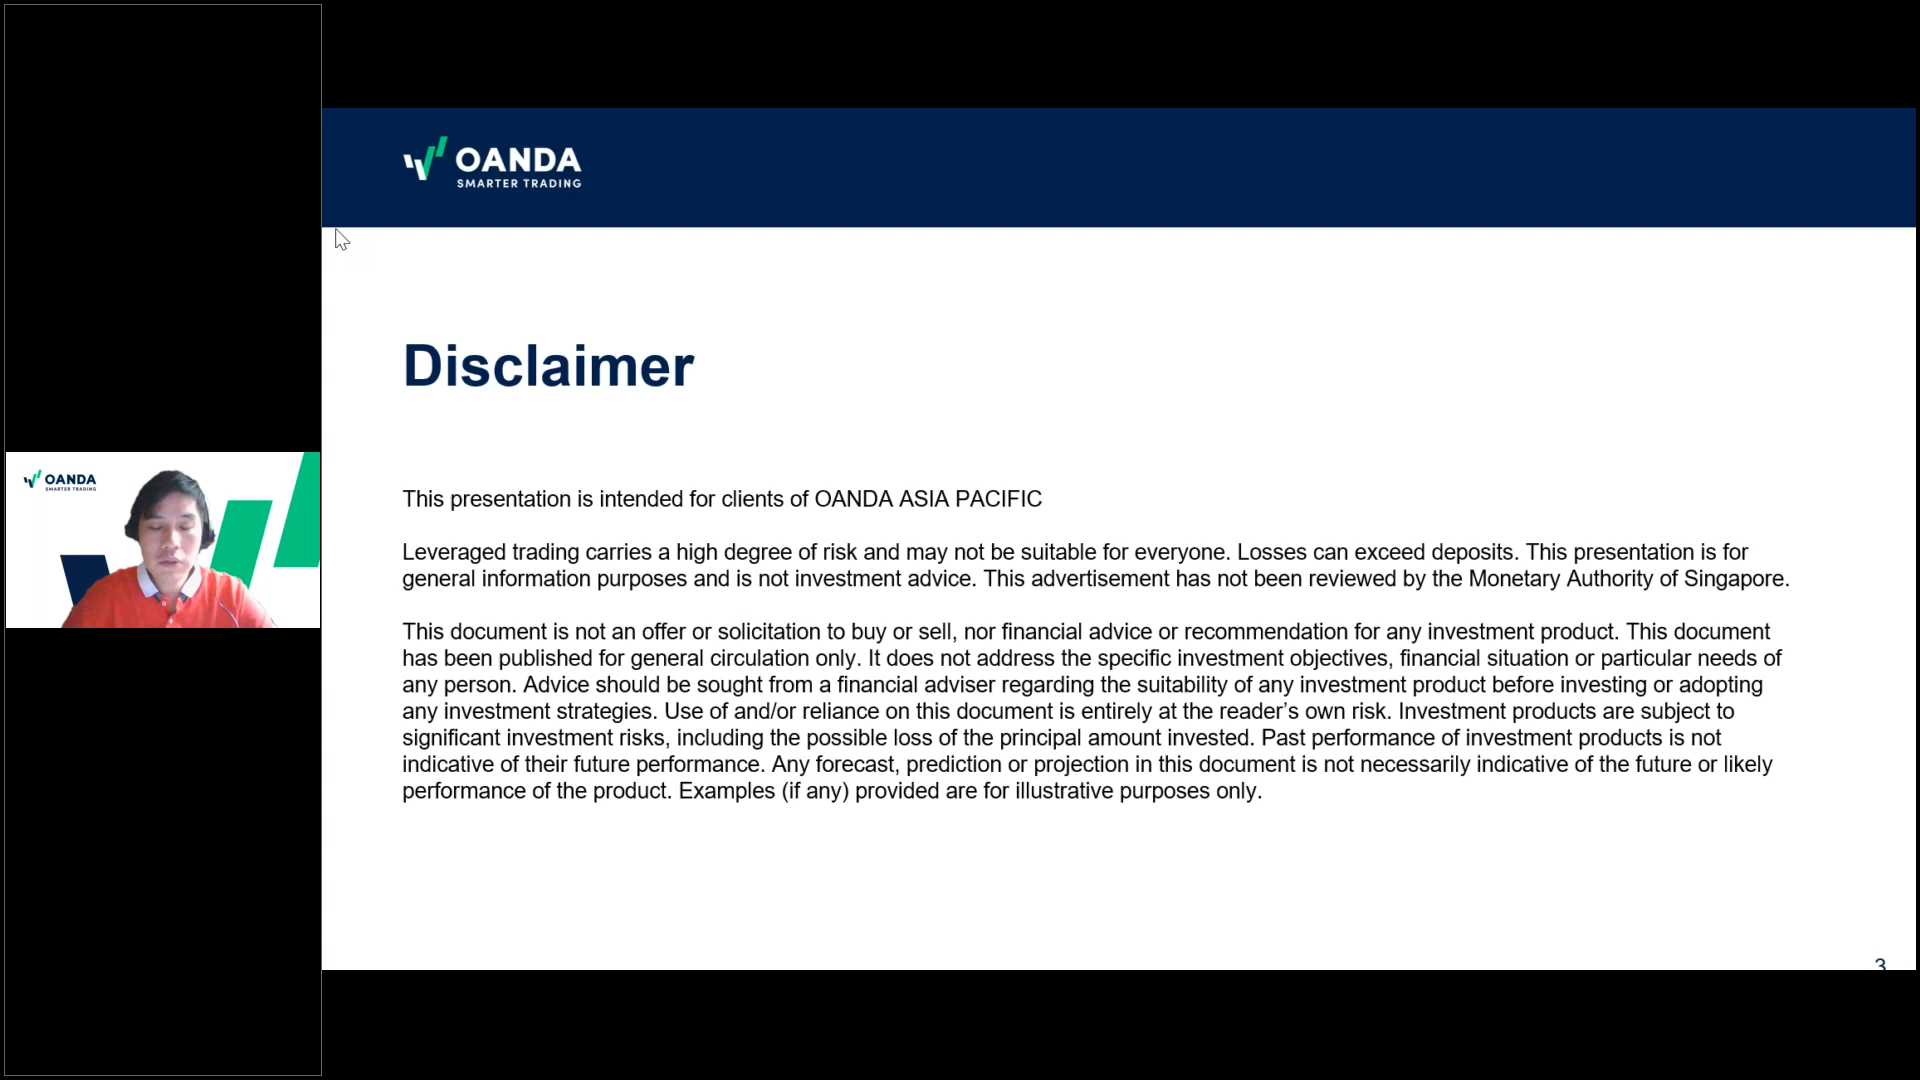 OANDA
SMARTER TRADING
Disclaimer
This presentation is intended for clients of OANDA ASIA PACIFIC
Leveraged trading carries a high degree of risk and may not be suitable for everyone. Losses can exceed deposits. This presentation is for
general information purposes and is not investment advice. This advertisement has not been reviewed by the Monetary Authority of Singapore.
This document is not an offer or solicitation to buy or sell, nor financial advice or recommendation for any investment product. This document
has been published for general circulation only. It does not address the specific investment objectives, financial situation or particular needs of
any person. Advice should be sought from a financial adviser regarding the suitability of any investment product before investing or adopting
any investment strategies. Use of and/or reliance on this document is entirely at the reader’s own risk. Investment products are subject to
significant investment risks, including the possible loss of the principal amount invested. Past performance of investment products is not
indicative of their future performance. Any forecast, prediction or projection in this document is not necessarily indicative of the future or likely
performance of the product. Examples (if any) provided are for illustrative purposes only.
3
OANDA
SMARTER TRADING